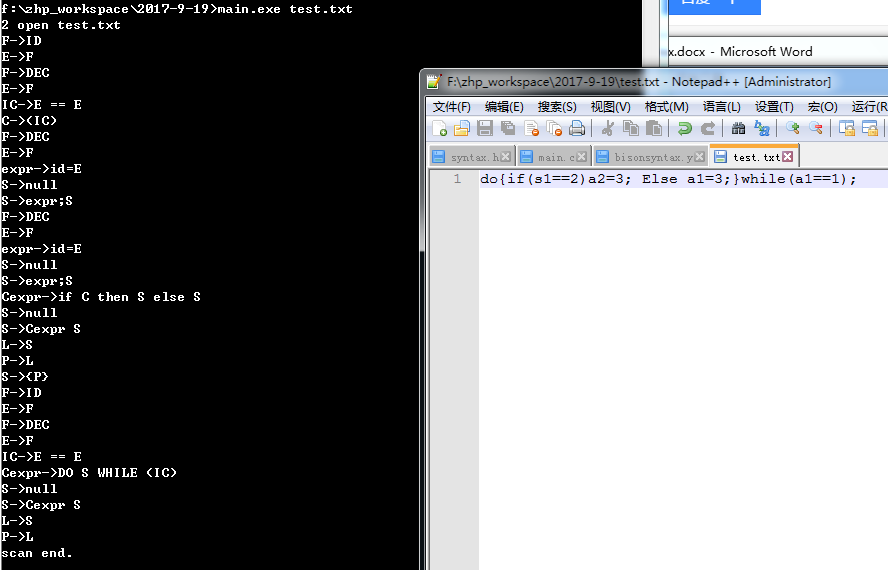 f:\zhp_workspace\2017-9-19>main.exe test.txt
2 open test.txt
F->ID
E->F
F->DEC
E->F
IC->E == E
C-><IC>
F->DEC
E->F
expr->id=E
S->null
S->expr;S
F->DEC
E->F
expr->id=E
S->null
S->expr;S
Cexpr->if C then S else S
S->null
S->Cexpr S
L->S
P->L
S->{P}
F->ID
E->F
F->DEC
E->F
IC->E == E
Cexpr->DO S WHILE (IC)
S->null
S->Cexpr S
L->S
P->L
scan end.
x.docx - Microsoft Word
F:\zhp_workspace\2017-9-19\test.txt - Notepad++ [Administrator]
文件(F) 编辑(E) 搜索(S) 视图(V) 格式(M) 语言(L) 设置(T) 宏(O) 运行(R
syntax.h main.c bisonsyntax.y test.txt
1 do{if(s1==2)a2=3; Else a1=3;}while(a1==1);